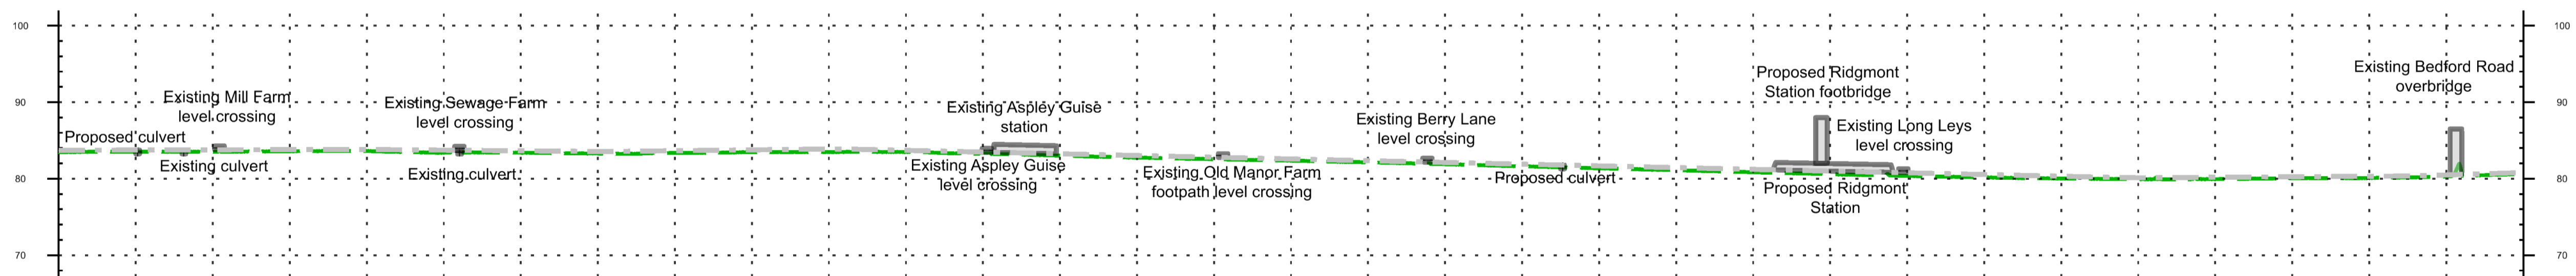 100
100
Existing Bedford Road
overbridge
Proposed Ridgmont
Station footbridge
90
Existing Mill Farm
level crossing
Existing Sewage Farm
level crossing
Existing Aspley Guise
station
Existing Berry Lane
level crossing
Existing Long Leys
level crossing
90
Proposed culvert
Existing culvert
Existing culvert
Existing Aspley Guise
level crossing
Existing Old Manor Farm
footpath level crossing
Proposed culvert
Proposed Ridgmont
Station
80
80
70
70